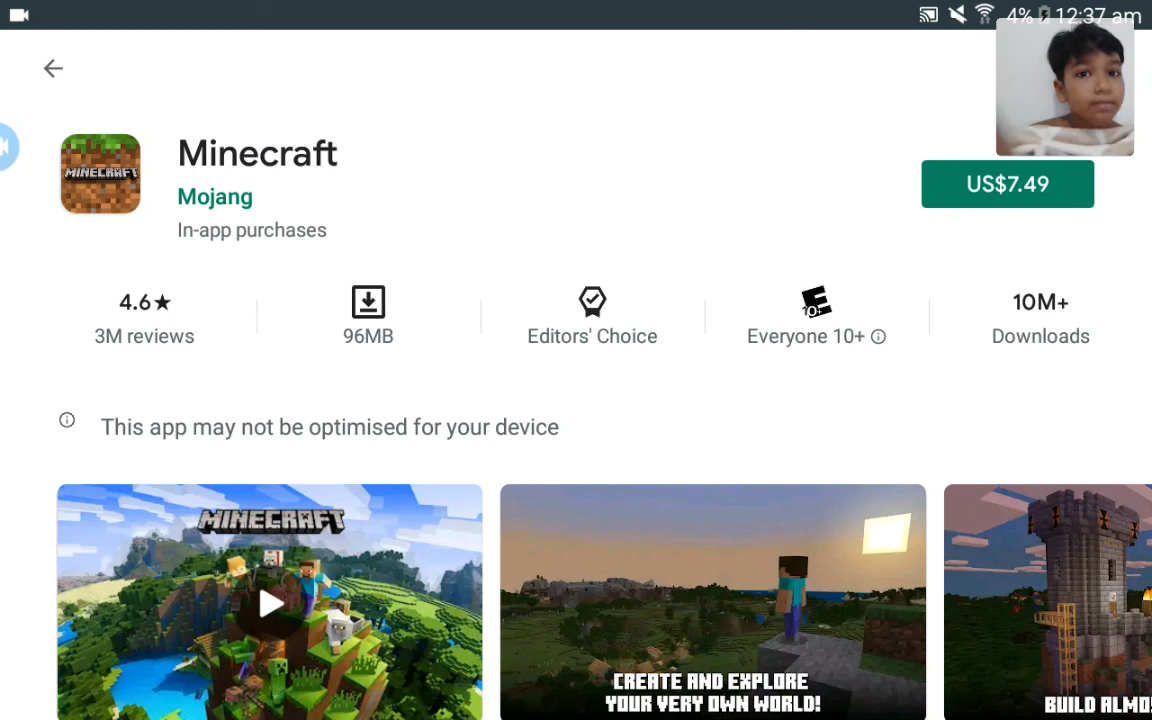 4% 12:37 am
Minecraft
MINECRAFT
Mojang
US$7.49
In-app purchases
4.6★
3M reviews
96MB
Editors' Choice
10+
Everyone 10+
10M+
Downloads
This app may not be optimised for your device
MINECRAFT
CREATE AND EXPLORE
YOUR VERY OWN WORLD!
BUILD ALMO